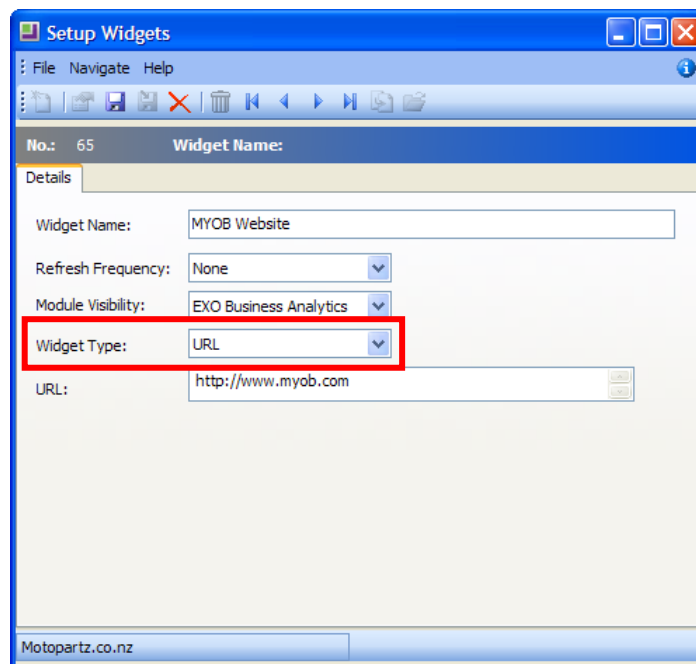 Setup Widgets
File Navigate Help
No.: 65 Widget Name:
Details
Widget Name: MYOB Website
Refresh Frequency: None
Module Visibility: EXO Business Analytics
Widget Type: URL
URL: http://www.myob.com
Motopartz.co.nz